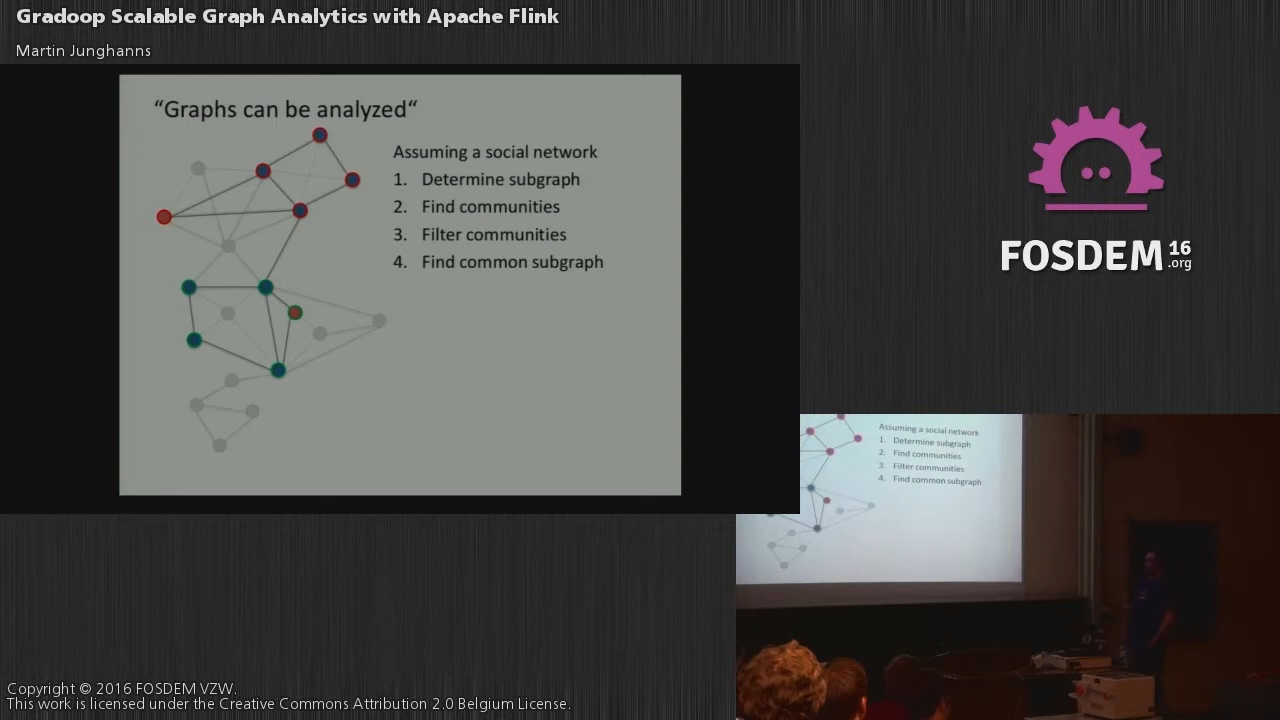 Gradoop Scalable Graph Analytics with Apache Flink
Martin Junghanns
“Graphs can be analyzed“
Assuming a social network
1. Determine subgraph
2. Find communities
3. Filter communities
4. Find common subgraph
FOSDEM 16
.org
Assuming a social network
1. Determine subgraph
2. Find communities
3. Filter communities
4. Find common subgraph
Copyright © 2016 FOSDEM VZW.
This work is licensed under the Creative Commons Attribution 2.0 Belgium License.